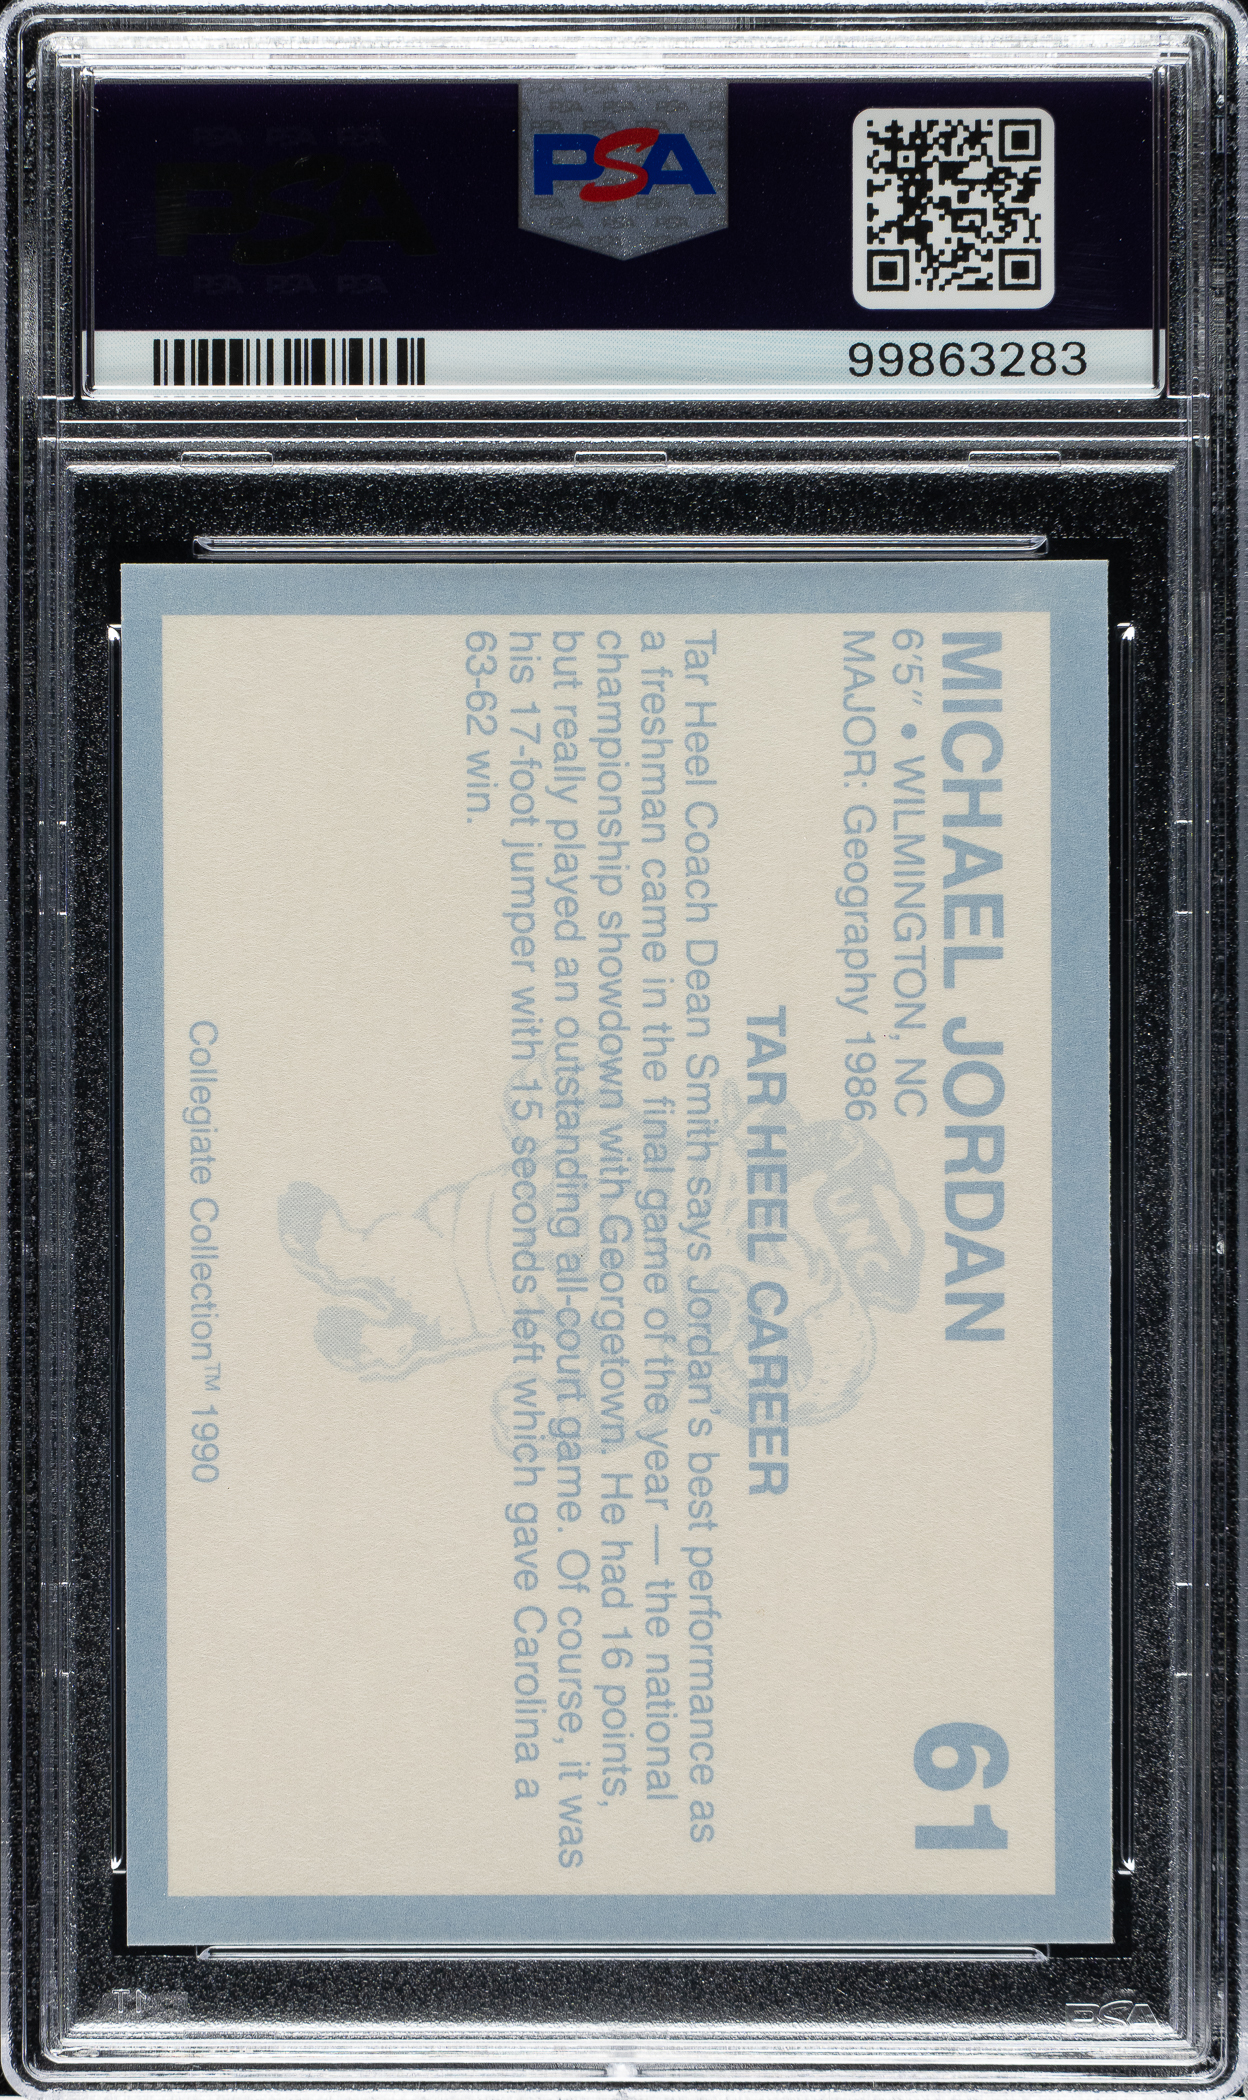 PSA
99863283
MICHAEL JORDAN
61
6'5" • WILMINGTON, NC
MAJOR: Geography 1986
TAR HEEL CAREER
Tar Heel Coach Dean Smith says Jordan's best performance as
a freshman came in the final game of the year — the national
championship showdown with Georgetown. He had 16 points,
but really played an outstanding all-court game. Of course, it was
his 17-foot jumper with 15 seconds left which gave Carolina a
63-62 win.
Collegiate Collection™ 1990
PSA